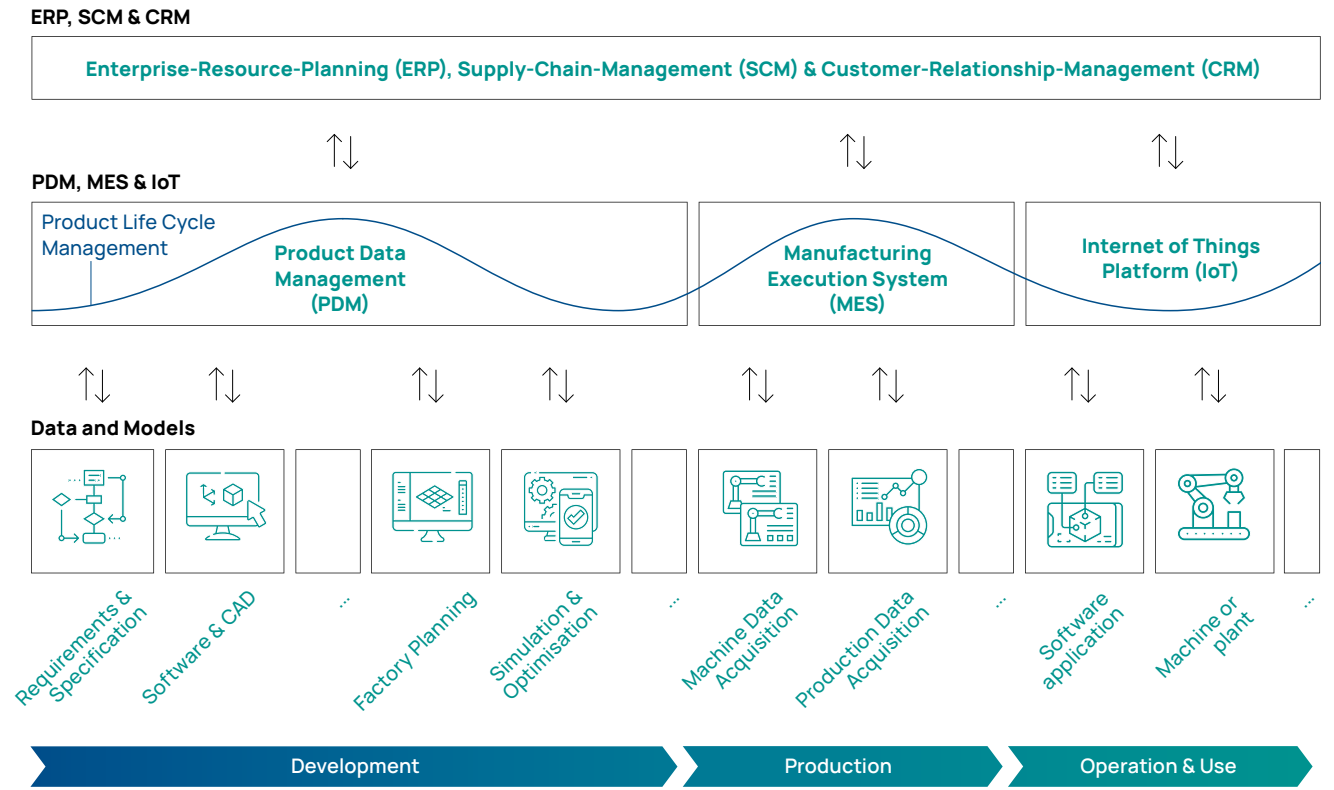 ERP, SCM & CRM
Enterprise-Resource-Planning (ERP), Supply-Chain-Management (SCM) & Customer-Relationship-Management (CRM)
PDM, MES & IoT
Product Life Cycle
Management
Product Data
Management
(PDM)
Manufacturing
Execution System
(MES)
Internet of Things
Platform (IoT)
Data and Models
Requirements &
Specification
Software & CAD
...
Factory Planning
Simulation &
Optimisation
...
Machine Data
Acquisition
Production Data
Acquisition
...
Software
application
Machine or
plant
...
Development
Production
Operation & Use